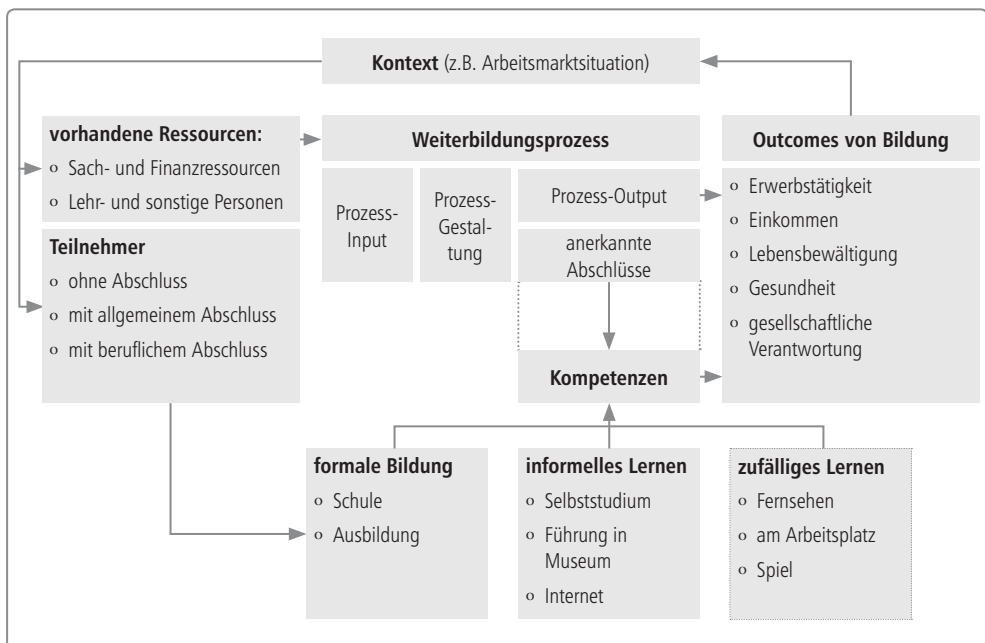 Kontext (z.B. Arbeitsmarktsituation)
vorhandene Ressourcen:
o Sach- und Finanzressourcen
o Lehr- und sonstige Personen
Teilnehmer
o ohne Abschluss
o mit allgemeinem Abschluss
o mit beruflichem Abschluss
Weiterbildungsprozess
Prozess-
Input
Prozess-
Gestal-
tung
Prozess-Output
anerkannte
Abschlüsse
Kompetenzen
Outcomes von Bildung
o Erwerbstätigkeit
o Einkommen
o Lebensbewältigung
o Gesundheit
o gesellschaftliche
Verantwortung
formale Bildung
o Schule
o Ausbildung
informelles Lernen
o Selbststudium
o Führung in
Museum
o Internet
zufälliges Lernen
o Fernsehen
o am Arbeitsplatz
o Spiel